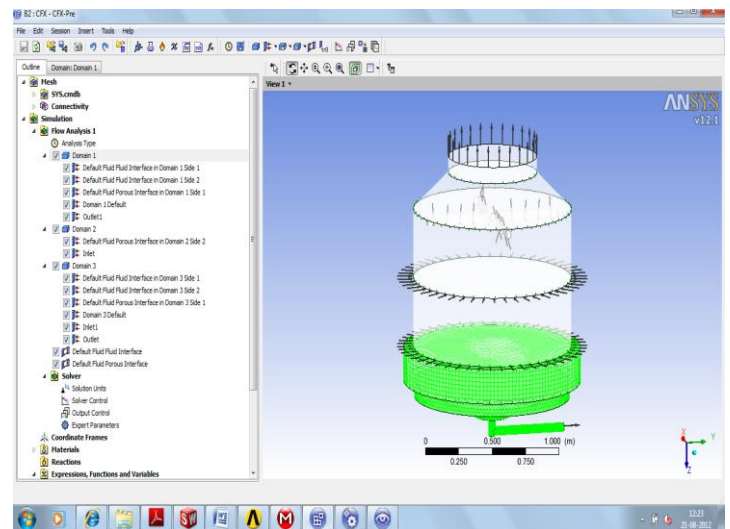 B2 : CFX - CFX-Pre
File Edit Session Insert Tools Help
Outline Domain: Domain 1
View 1
Mesh
SYS.cmdb
Connectivity
Simulation
Flow Analysis 1
Analysis Type
Domain 1
Default Fluid Fluid Interface in Domain 1 Side 1
Default Fluid Fluid Interface in Domain 1 Side 2
Default Fluid Porous Interface in Domain 1 Side 1
Domain 1 Default
Outlet1
Domain 2
Default Fluid Porous Interface in Domain 2 Side 2
Inlet
Domain 3
Default Fluid Fluid Interface in Domain 3 Side 1
Default Fluid Fluid Interface in Domain 3 Side 2
Default Fluid Porous Interface in Domain 3 Side 1
Domain 3 Default
Inlet1
Outlet
Default Fluid Fluid Interface
Default Fluid Porous Interface
Solver
Solution Units
Solver Control
Output Control
Expert Parameters
Coordinate Frames
Materials
Reactions
Expressions, Functions and Variables
ANSYS
v12.1
0 0.500 1.000 (m)
0.250 0.750
X
Y
Z
12:23
21-08-2012